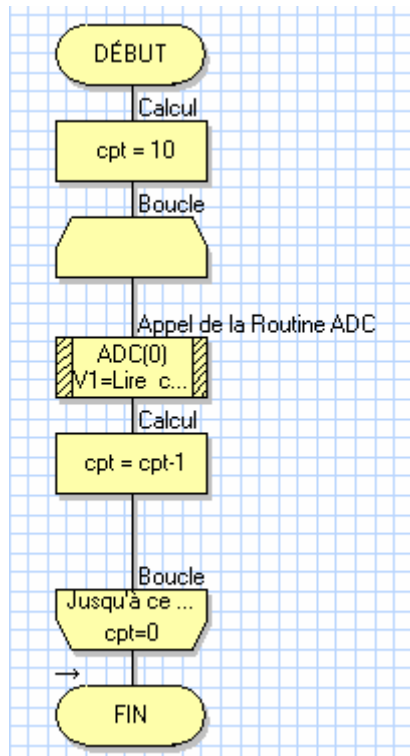 DÉBUT
Calcul
cpt = 10
Boucle
Appel de la Routine ADC
ADC(0)
V1=Lire c...
Calcul
cpt = cpt-1
Boucle
Jusqu'à ce ...
cpt=0
→
FIN